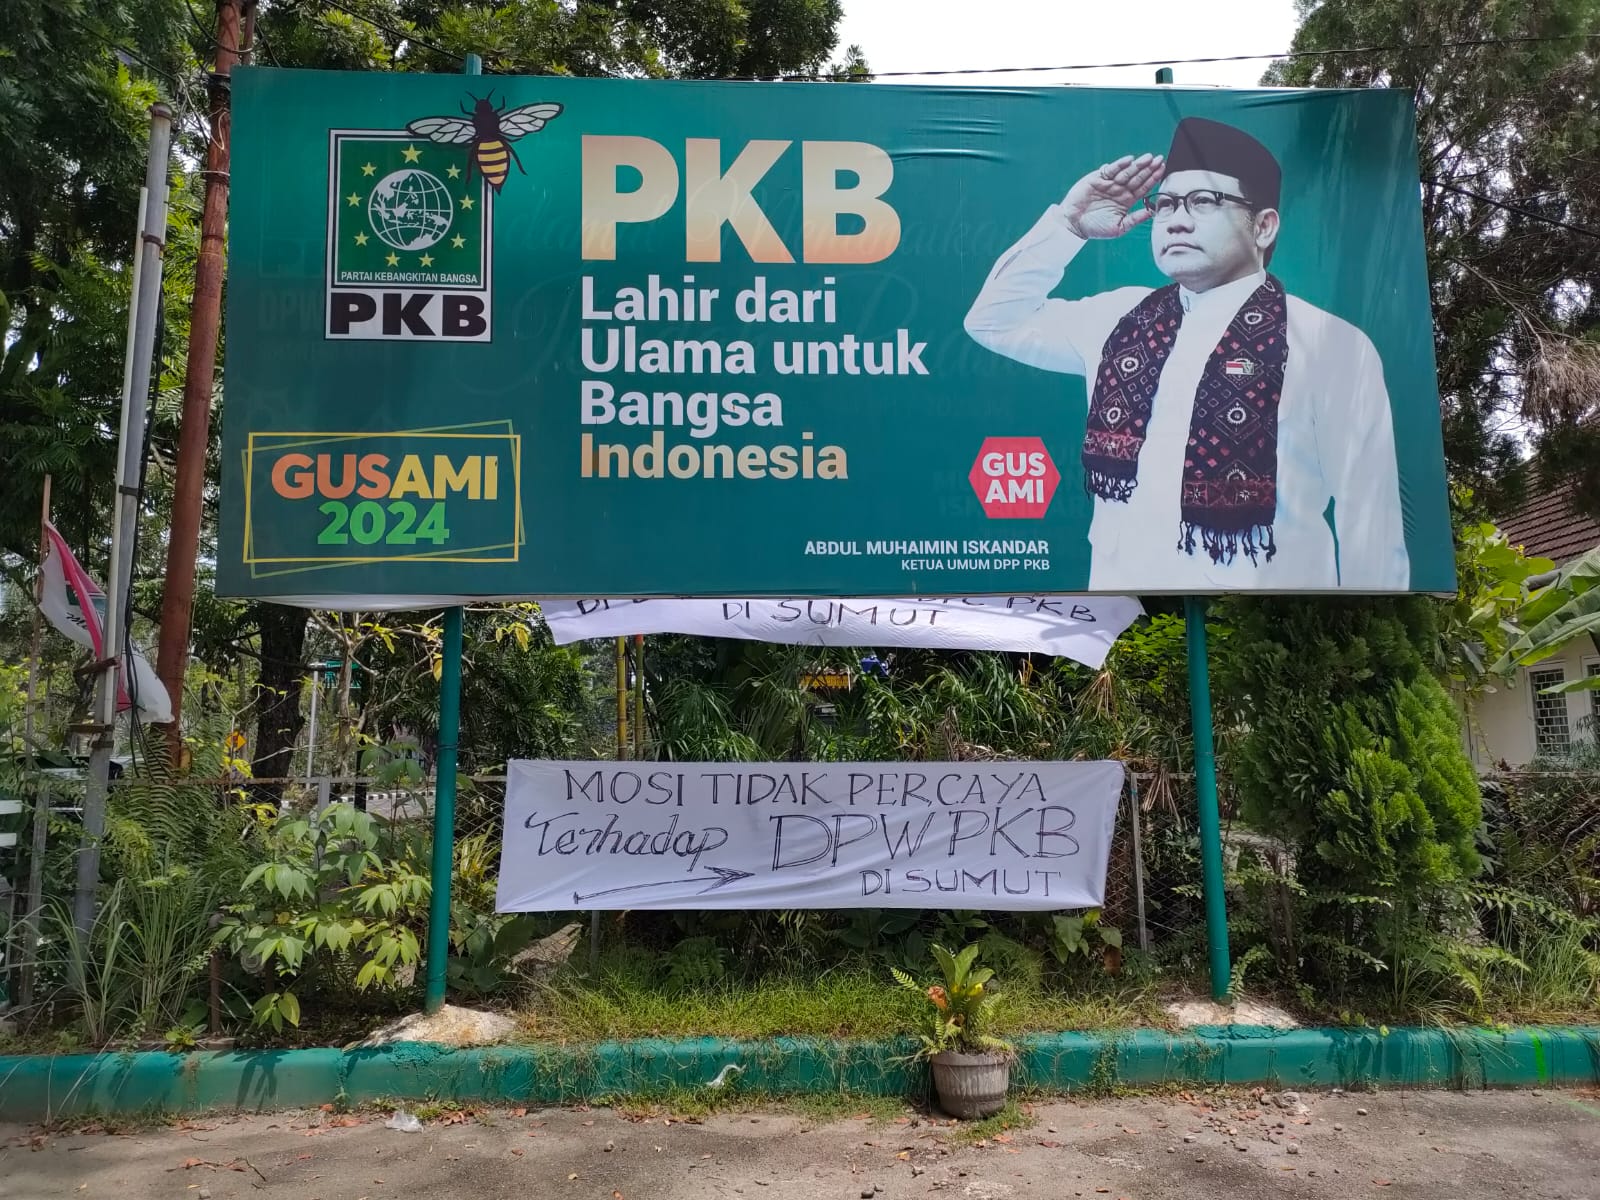 PARTAI KEBANGKITAN BANGSA
PKB
PKB
Lahir dari
Ulama untuk
Bangsa
Indonesia
GUSAMI
2024
GUS
AMI
ABDUL MUHAIMIN ISKANDAR
KETUA UMUM DPP PKB
PKB
DI SUMUT
MOSI TIDAK PERCAYA
Terhadap DPW PKB
DI SUMUT